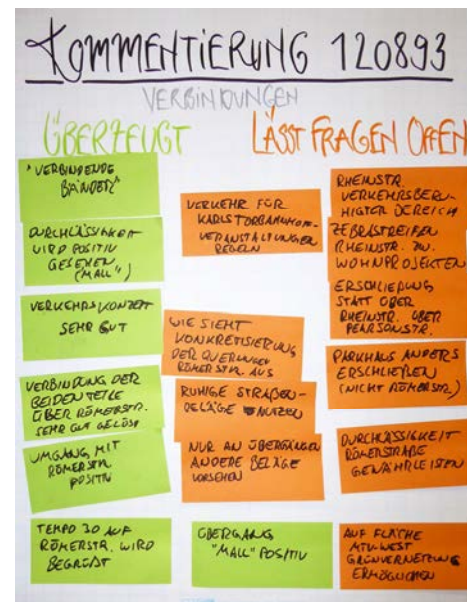 KOMMENTIERUNG 120893
VERBINDUNGEN
ÜBERZEUGT
LÄSST FRAGEN OFFEN
"VERBINDENDE
BÄNDER"
DURCHLÄSSIGKEIT
WIRD POSITIV
GESEHEN
("MALL")
VERKEHRSKONZEPT
SEHR GUT
VERBINDUNG DER
BEIDEN TEILE
ÜBER RÖMERSTR.
SEHR GUT GELÖST
UMGANG MIT
RÖMERSTR.
POSITIV
TEMPO 30 AUF
RÖMERSTR. WIRD
BEGRÜßT
VERKEHR FÜR
KARLSTORBAHNHOF-
VERANSTALTUNGEN
REGELN
WIE SIEHT
KONKRETISIERUNG
DER QUERUNGEN
RÖMERSTR. AUS
RUHIGE STRAßEN-
BELÄGE NUTZEN
NUR AN ÜBERGÄNGEN
ANDERE BELÄGE
VORSEHEN
ÜBERGANG
"MALL" POSITIV
RHEINSTR.
VERKEHRSBERU-
HIGTER BEREICH
ZEBRASTREIFEN
RHEINSTR. ZU
WOHNPROJEKTEN
ERSCHLIEßUNG
STATT ÜBER
RHEINSTR. ÜBER
PARKHAUS ANDERS
ERSCHLIEßEN
(NICHT RÖMERSTR.)
DURCHLÄSSIGKEIT
RÖMERSTRAßE
GEWÄHRLEISTEN
AUF FLÄCHE
MTV-WEST
GRÜNVERNETZUNG
ERMÖGLICHEN